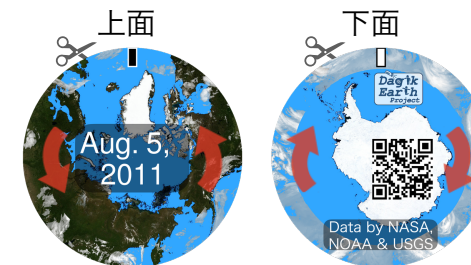 上面
下面
Aug. 5,
2011
Dagik
Earth
Project
Data by NASA,
NOAA & USGS